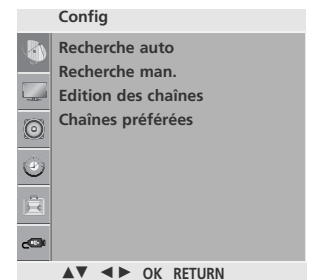 Config
Recherche auto
Recherche man.
Edition des chaînes
Chaînes préférées
▲▼ ◄► OK RETURN